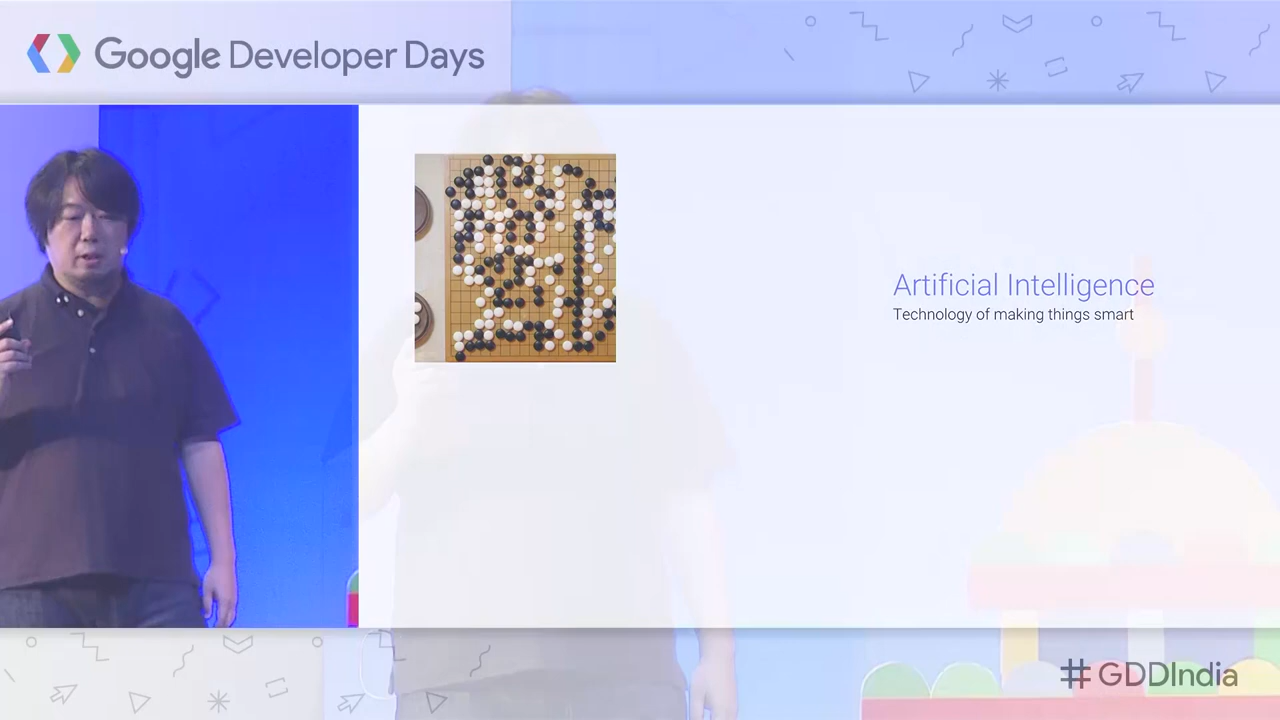 Google Developer Days
Artificial Intelligence
Technology of making things smart
#GDDIndia